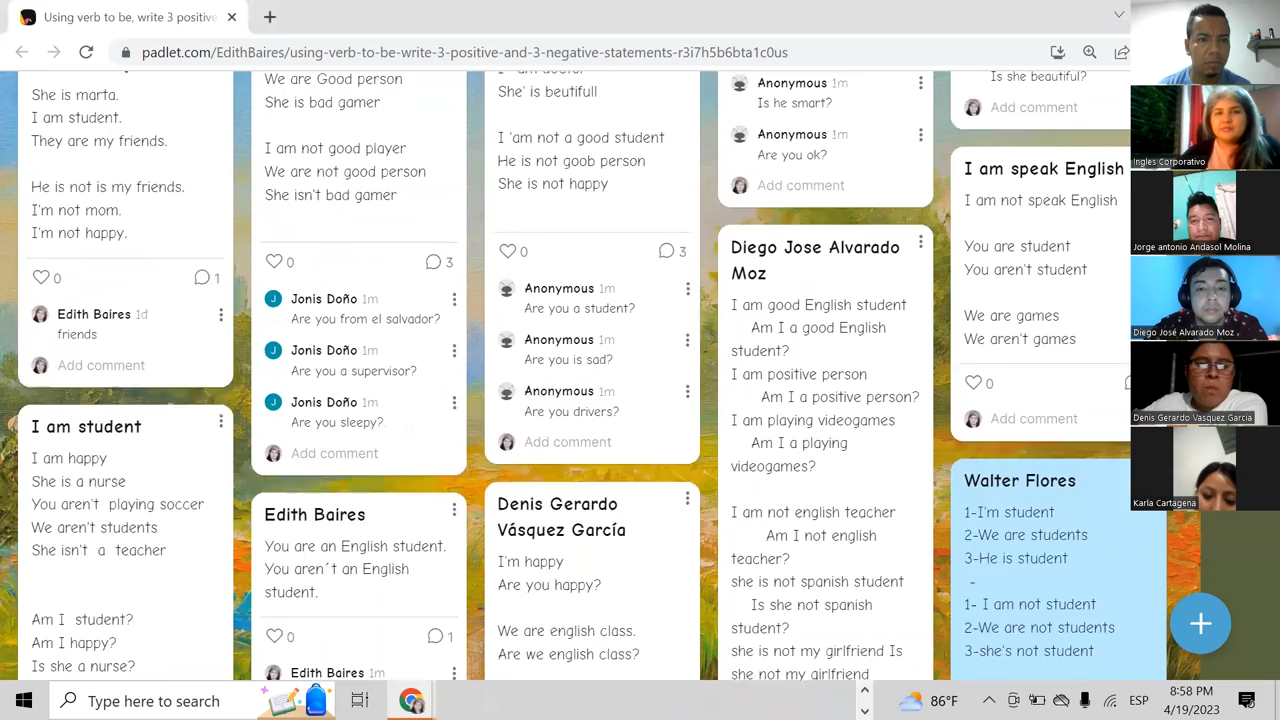 Using verb to be, write 3 positive
padlet.com/EdithBaires/using-verb-to-be-write-3-positive-and-3-negative-statements-r3i7h5b6bta1c0us
She is marta.
I am student.
They are my friends.
He is not is my friends.
I'm not mom.
I'm not happy.
0
1
Edith Baires 1d
friends
Add comment
I am student
I am happy
She is a nurse
You aren't playing soccer
We aren't students
She isn't a teacher
Am I student?
Am I happy?
Is she a nurse?
We are Good person
She is bad gamer
I am not good player
We are not good person
She isn't bad gamer
0
3
Jonis Doño 1m
Are you from el salvador?
Jonis Doño 1m
Are you a supervisor?
Jonis Doño 1m
Are you sleepy?
Add comment
Edith Baires
You are an English student.
You aren´t an English
student.
0
1
Edith Baires 1m
She' is beutifull
I 'am not a good student
He is not goob person
She is not happy
0
3
Anonymous 1m
Are you a student?
Anonymous 1m
Are you is sad?
Anonymous 1m
Are you drivers?
Add comment
Denis Gerardo
Vásquez García
I'm happy
Are you happy?
We are english class.
Are we english class?
Anonymous 1m
Is he smart?
Anonymous 1m
Are you ok?
Add comment
Diego Jose Alvarado
Moz
I am good English student
Am I a good English
student?
I am positive person
Am I a positive person?
I am playing videogames
Am I a playing
videogames?
I am not english teacher
Am I not english
teacher?
she is not spanish student
Is she not spanish
student?
she is not my girlfriend Is
she not my girlfriend
Is she beautiful?
Add comment
I am speak English
I am not speak English
You are student
You aren't student
We are games
We aren't games
0
Add comment
Walter Flores
1-I'm student
2-We are students
3-He is student
-
1- I am not student
2-We are not students
3-she's not student
Ingles Corporativo
Jorge antonio Andasol Molina
Diego José Alvarado Moz
Denis Gerardo Vasquez Garcia
Karla Cartagena
Type here to search
86°F
ESP
8:58 PM
4/19/2023